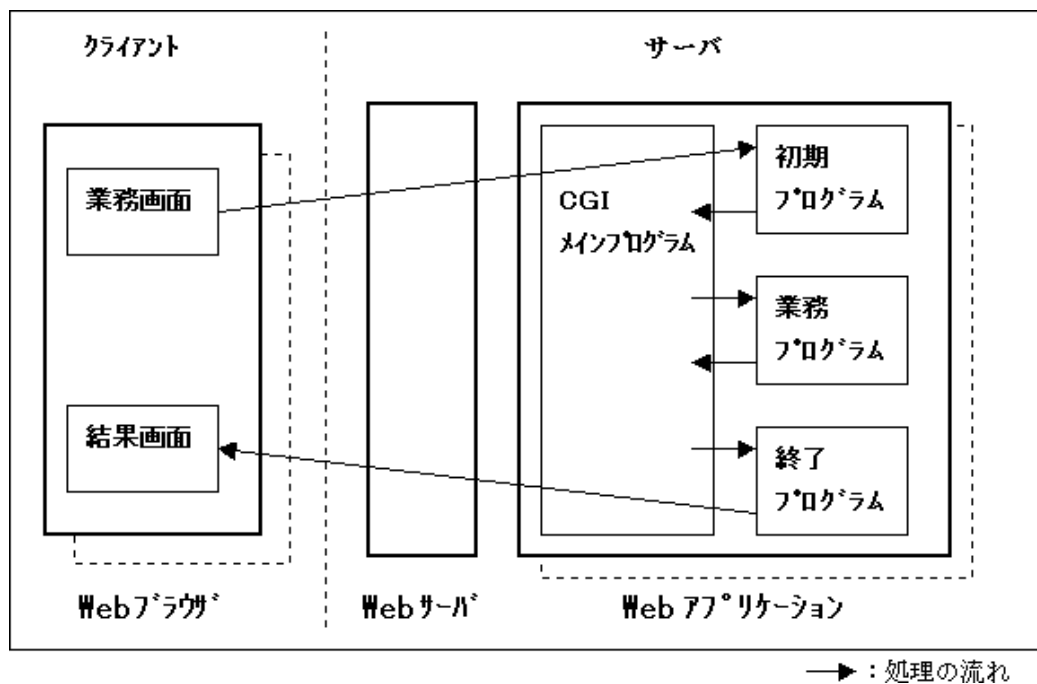 クライアント
サーバ
業務画面
CGI
メインプログラム
初期
プログラム
業務
プログラム
結果画面
終了
プログラム
Webブラウザ
Webサーバ
Webアプリケーション
：処理の流れ